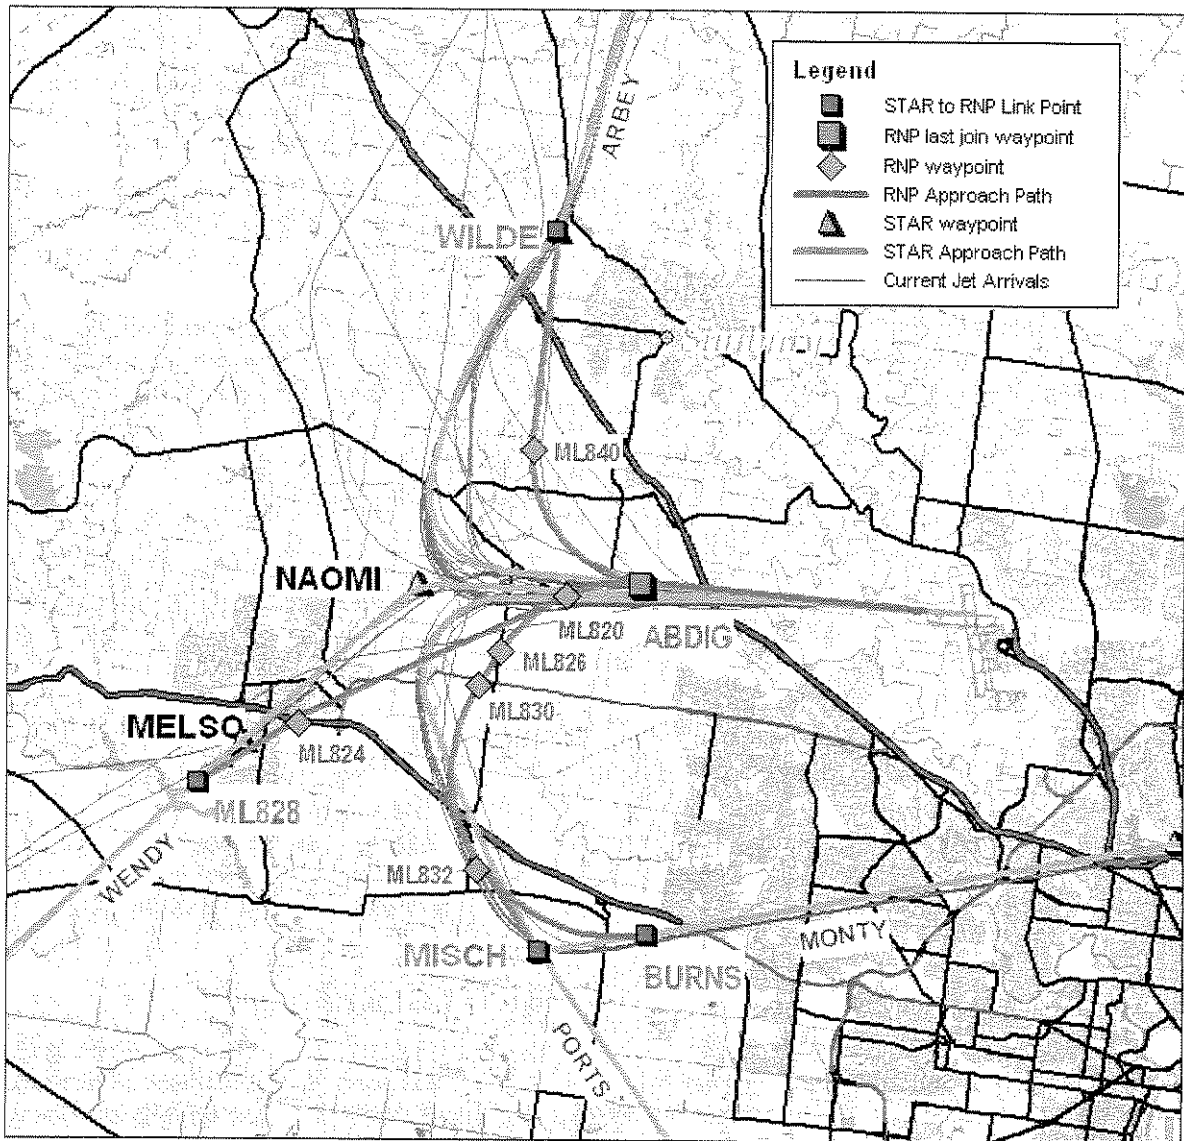 Legend
STAR to RNP Link Point
RNP last join waypoint
RNP waypoint
RNP Approach Path
STAR waypoint
STAR Approach Path
Current Jet Arrivals
ARBEY
WILDE
ML840
NAOMI
ML820
ABDIG
ML826
ML830
MELSO
ML824
ML828
WENDY
ML832
MISCH
BURNS
MONTY
PORTS